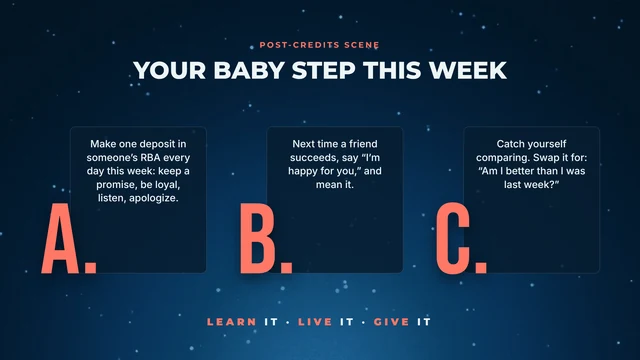 POST-CREDITS SCENE
YOUR BABY STEP THIS WEEK
A.
Make one deposit in
someone’s RBA every
day this week: keep a
promise, be loyal,
listen, apologize.
B.
Next time a friend
succeeds, say “I’m
happy for you,” and
mean it.
C.
Catch yourself
comparing. Swap it for:
“Am I better than I was
last week?”
LEARN IT · LIVE IT · GIVE IT